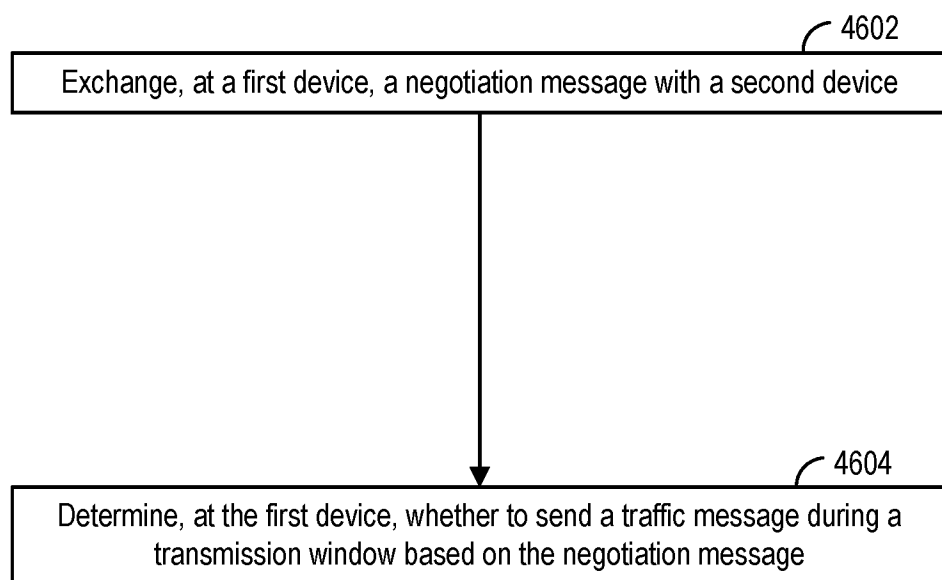 4602
Exchange, at a first device, a negotiation message with a second device
4604
Determine, at the first device, whether to send a traffic message during a
transmission window based on the negotiation message